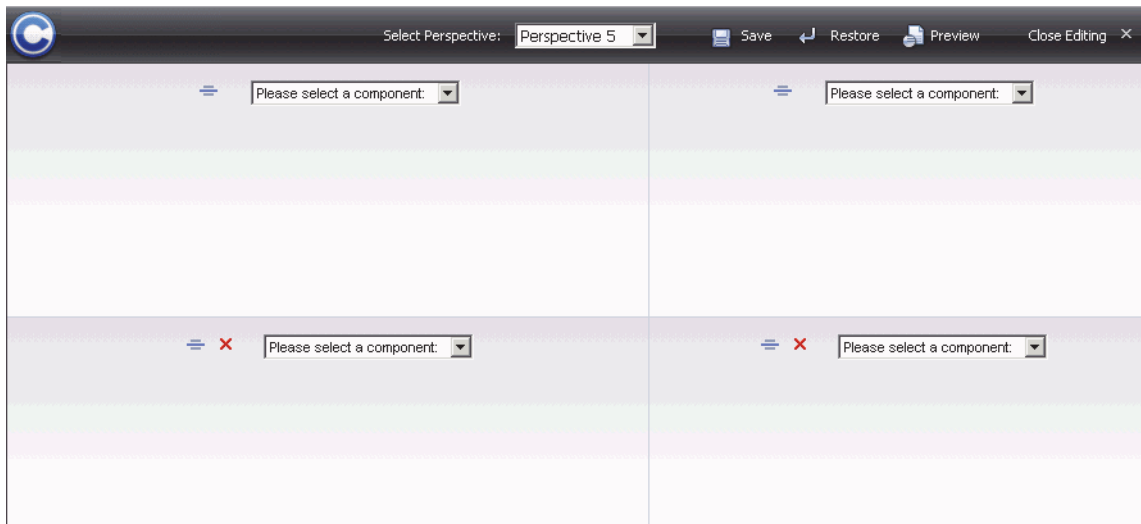 Select Perspective: Perspective 5 Save Restore Preview Close Editing
Please select a component: Please select a component:
Please select a component: Please select a component: